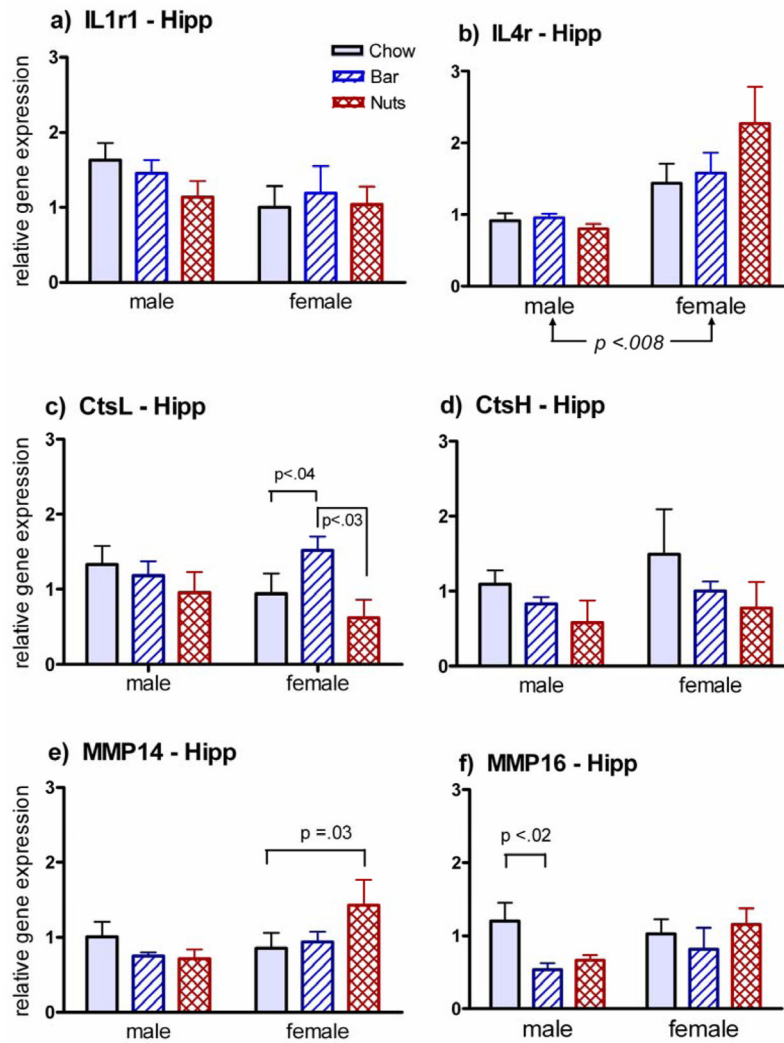 a) IL1r1 - Hipp
Chow
Bar
Nuts
relative gene expression
3
2
1
0
male
female
b) IL4r - Hipp
3
2
1
0
male
female
p <.008
c) CtsL - Hipp
relative gene expression
3
2
1
0
p<.04
p<.03
male
female
d) CtsH - Hipp
3
2
1
0
male
female
e) MMP14 - Hipp
relative gene expression
3
2
1
0
p =.03
male
female
f) MMP16 - Hipp
3
2
1
0
p <.02
male
female